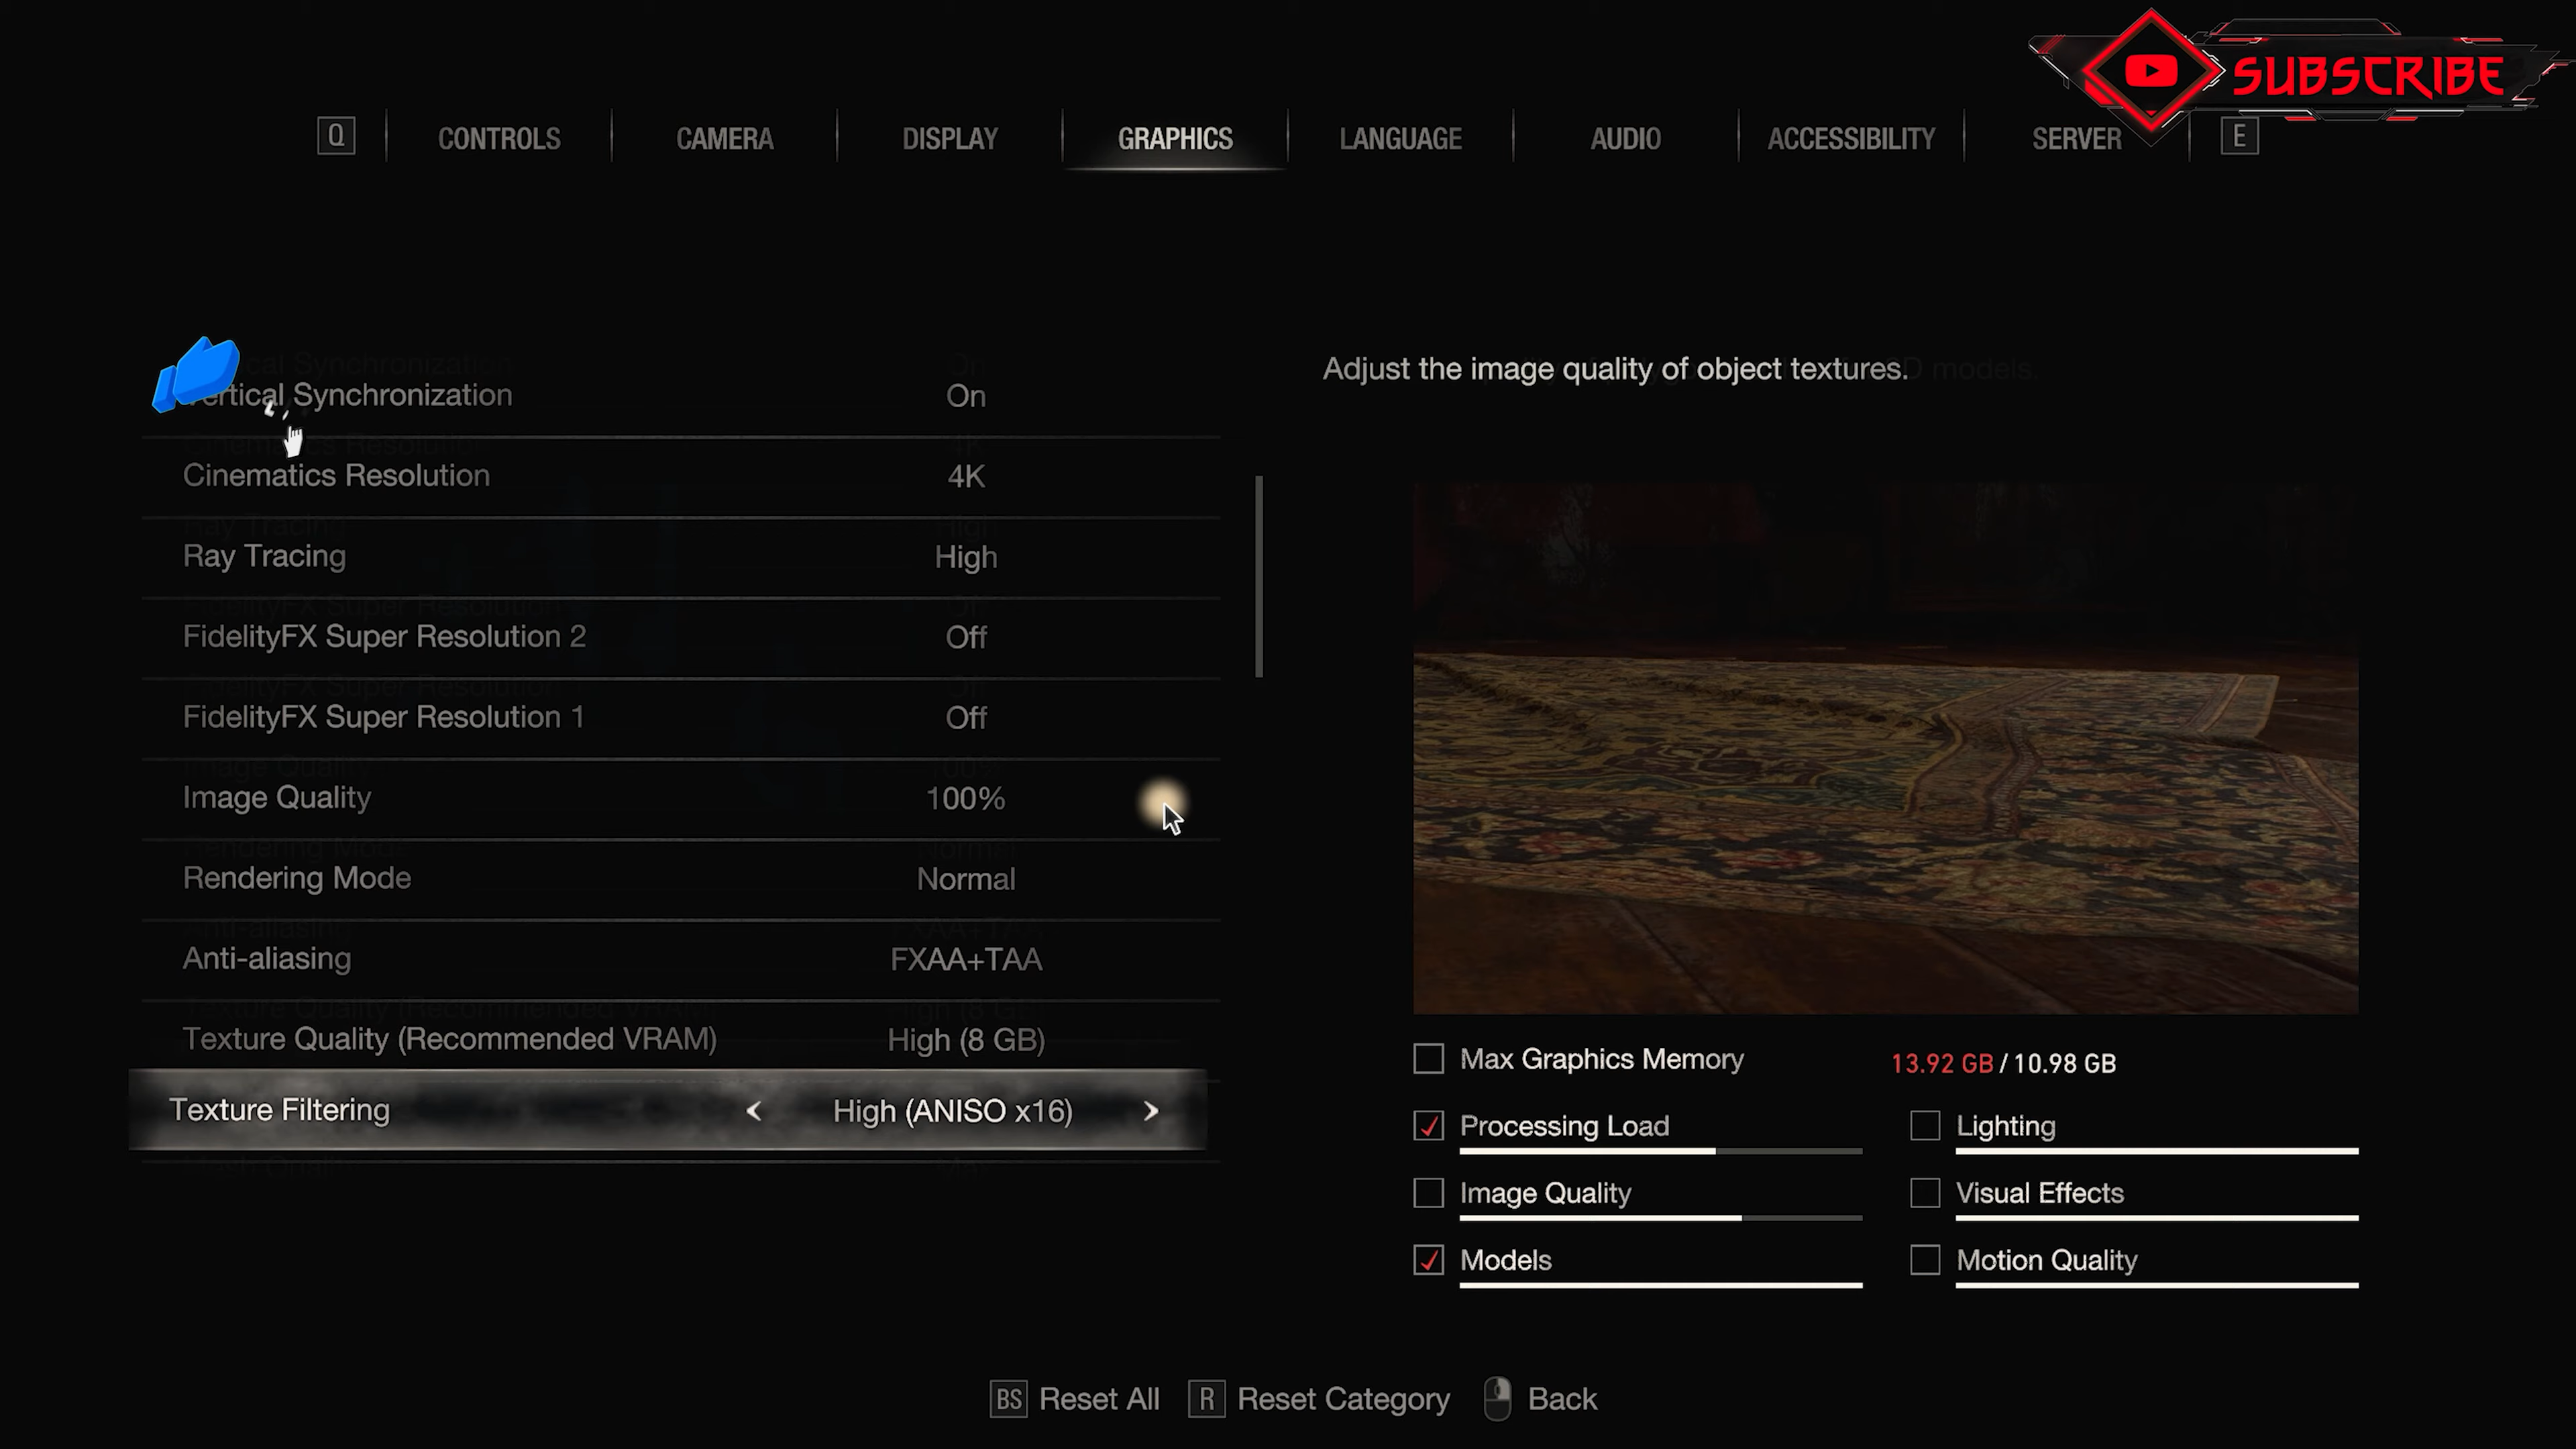 SUBSCRIBE
Q
CONTROLS
CAMERA
DISPLAY
GRAPHICS
LANGUAGE
AUDIO
ACCESSIBILITY
SERVER
E
Adjust the image quality of object textures.
Vertical Synchronization On
Cinematics Resolution 4K
Ray Tracing High
FidelityFX Super Resolution 2 Off
FidelityFX Super Resolution 1 Off
Image Quality 100%
Rendering Mode Normal
Anti-aliasing FXAA+TAA
Texture Quality (Recommended VRAM) High (8 GB)
Texture Filtering < High (ANISO x16) >
Max Graphics Memory 13.92 GB / 10.98 GB
Processing Load
Lighting
Image Quality
Visual Effects
Models
Motion Quality
BS Reset All R Reset Category Back